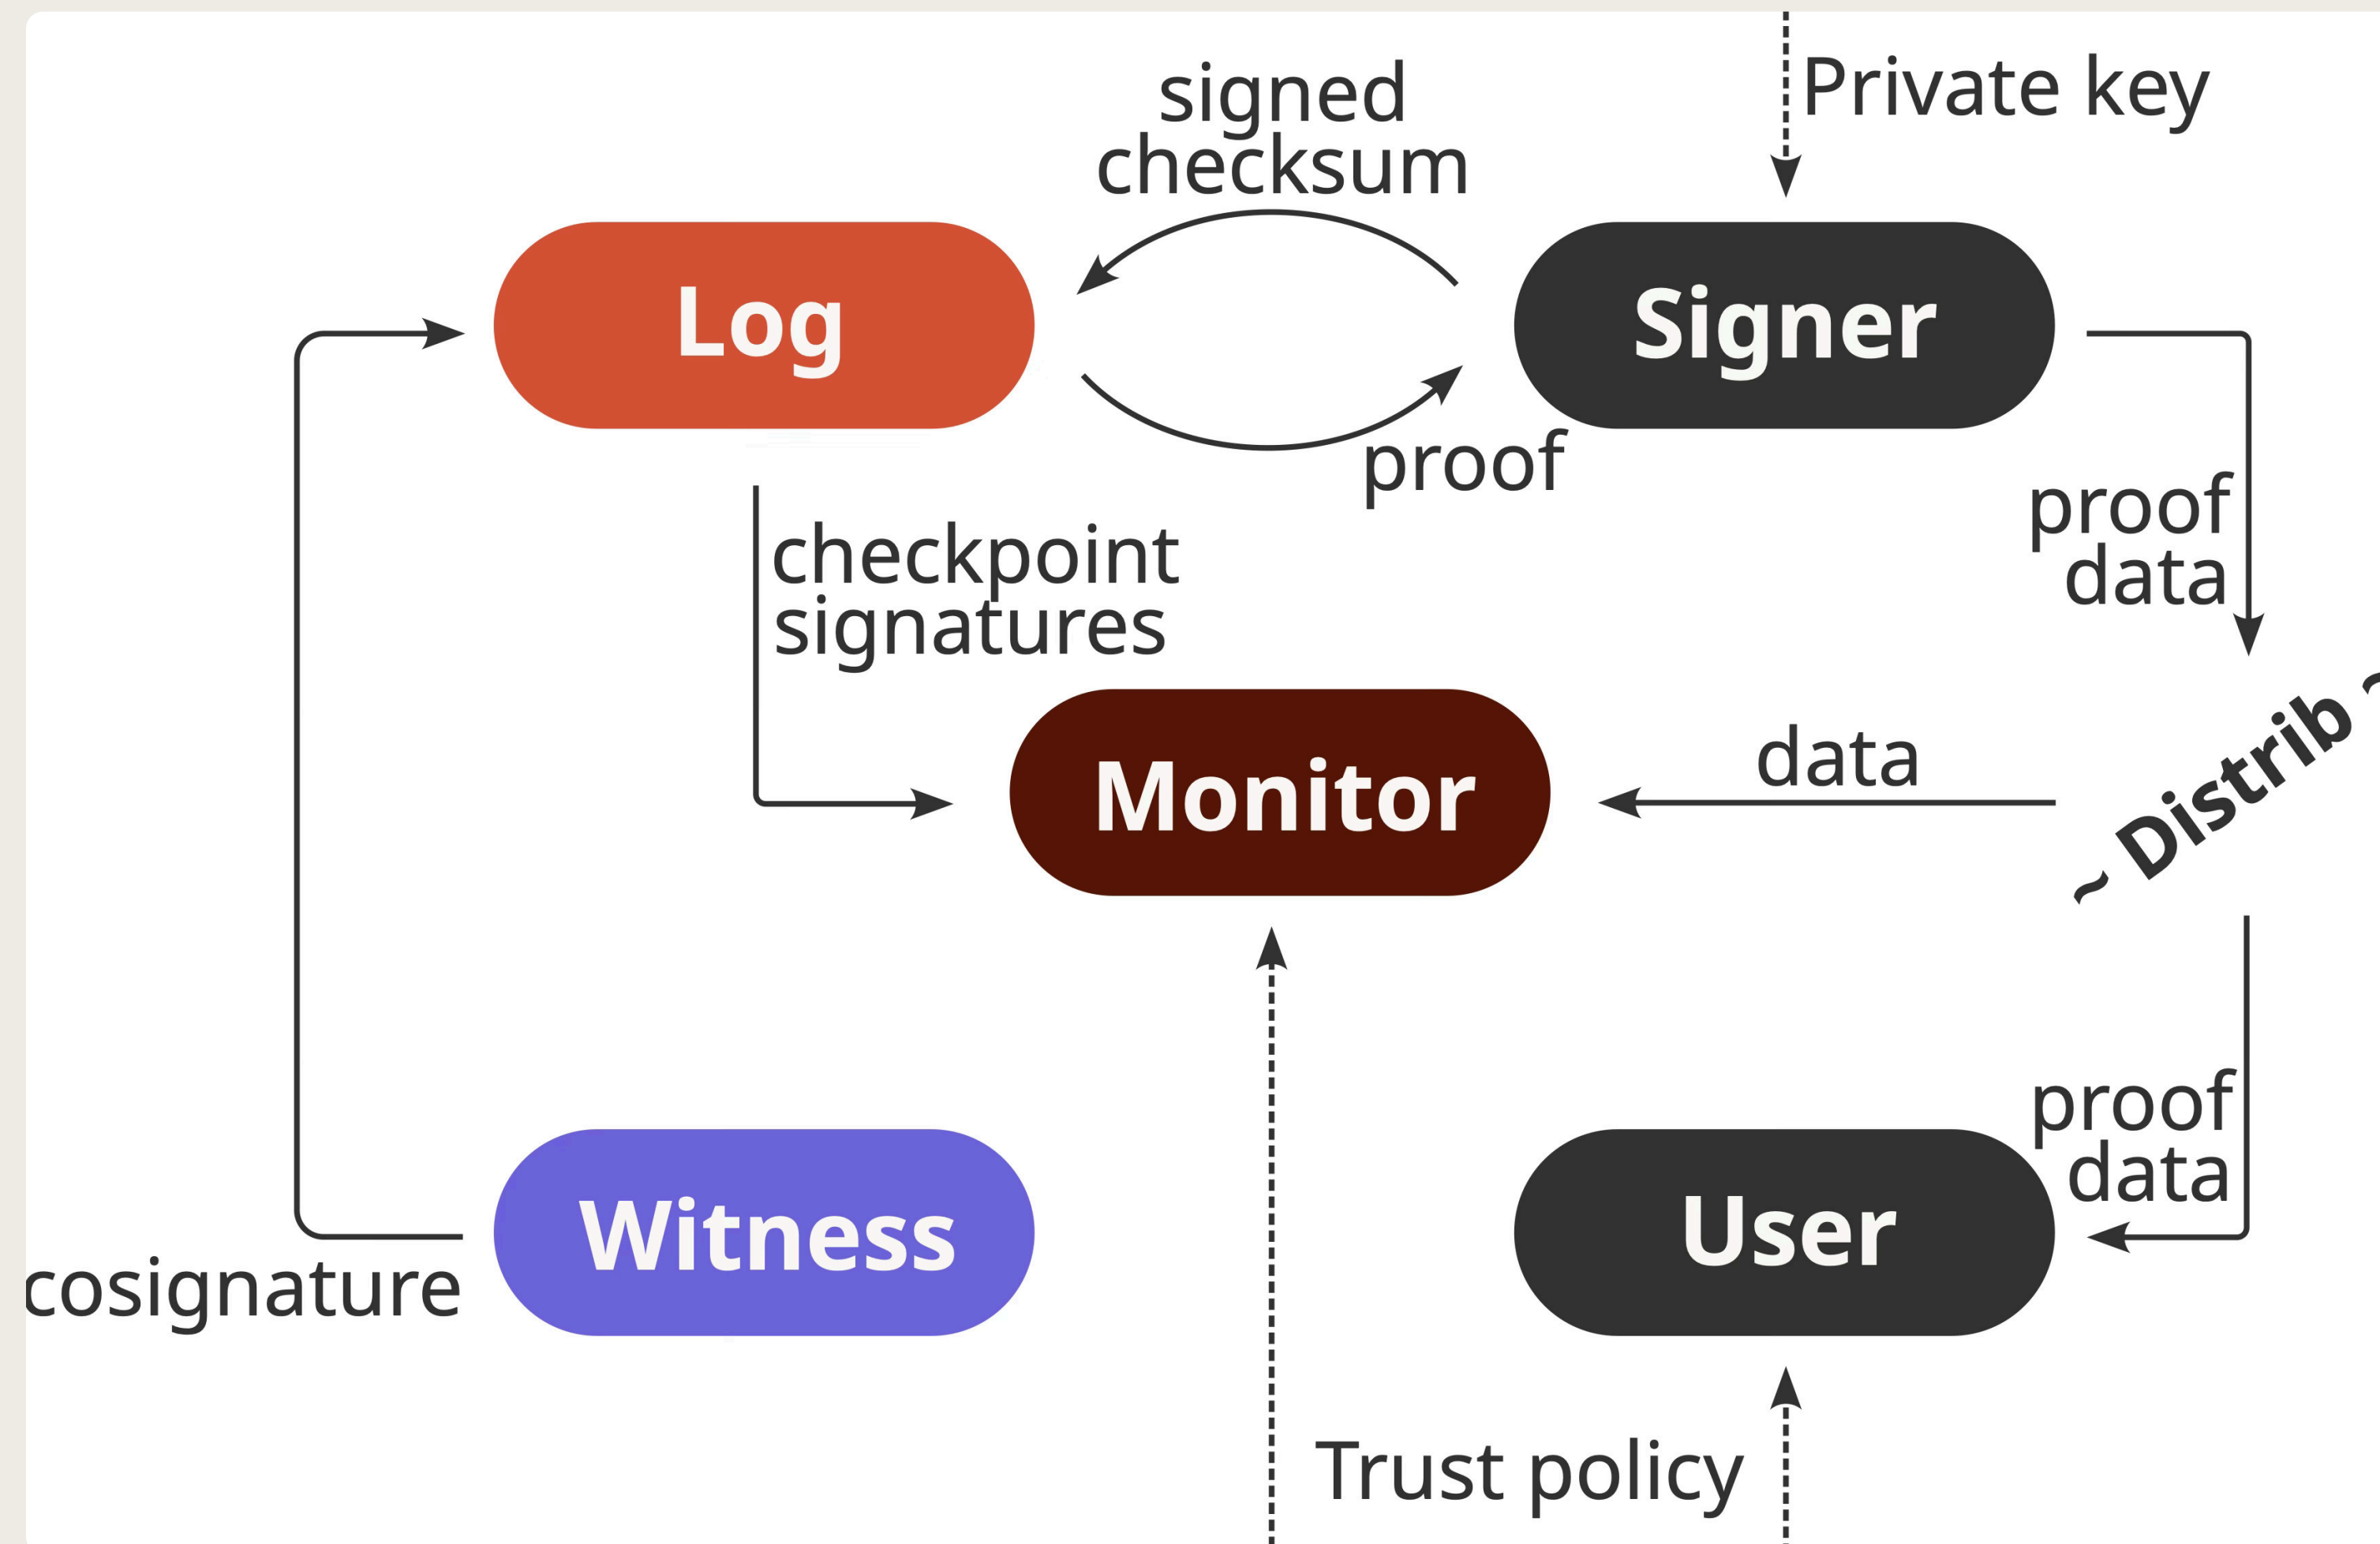 signed
checksum
Private key
Log
Signer
proof
proof
data
checkpoint
signatures
Monitor
data
~ Distrib ~
proof
data
Witness
User
cosignature
Trust policy